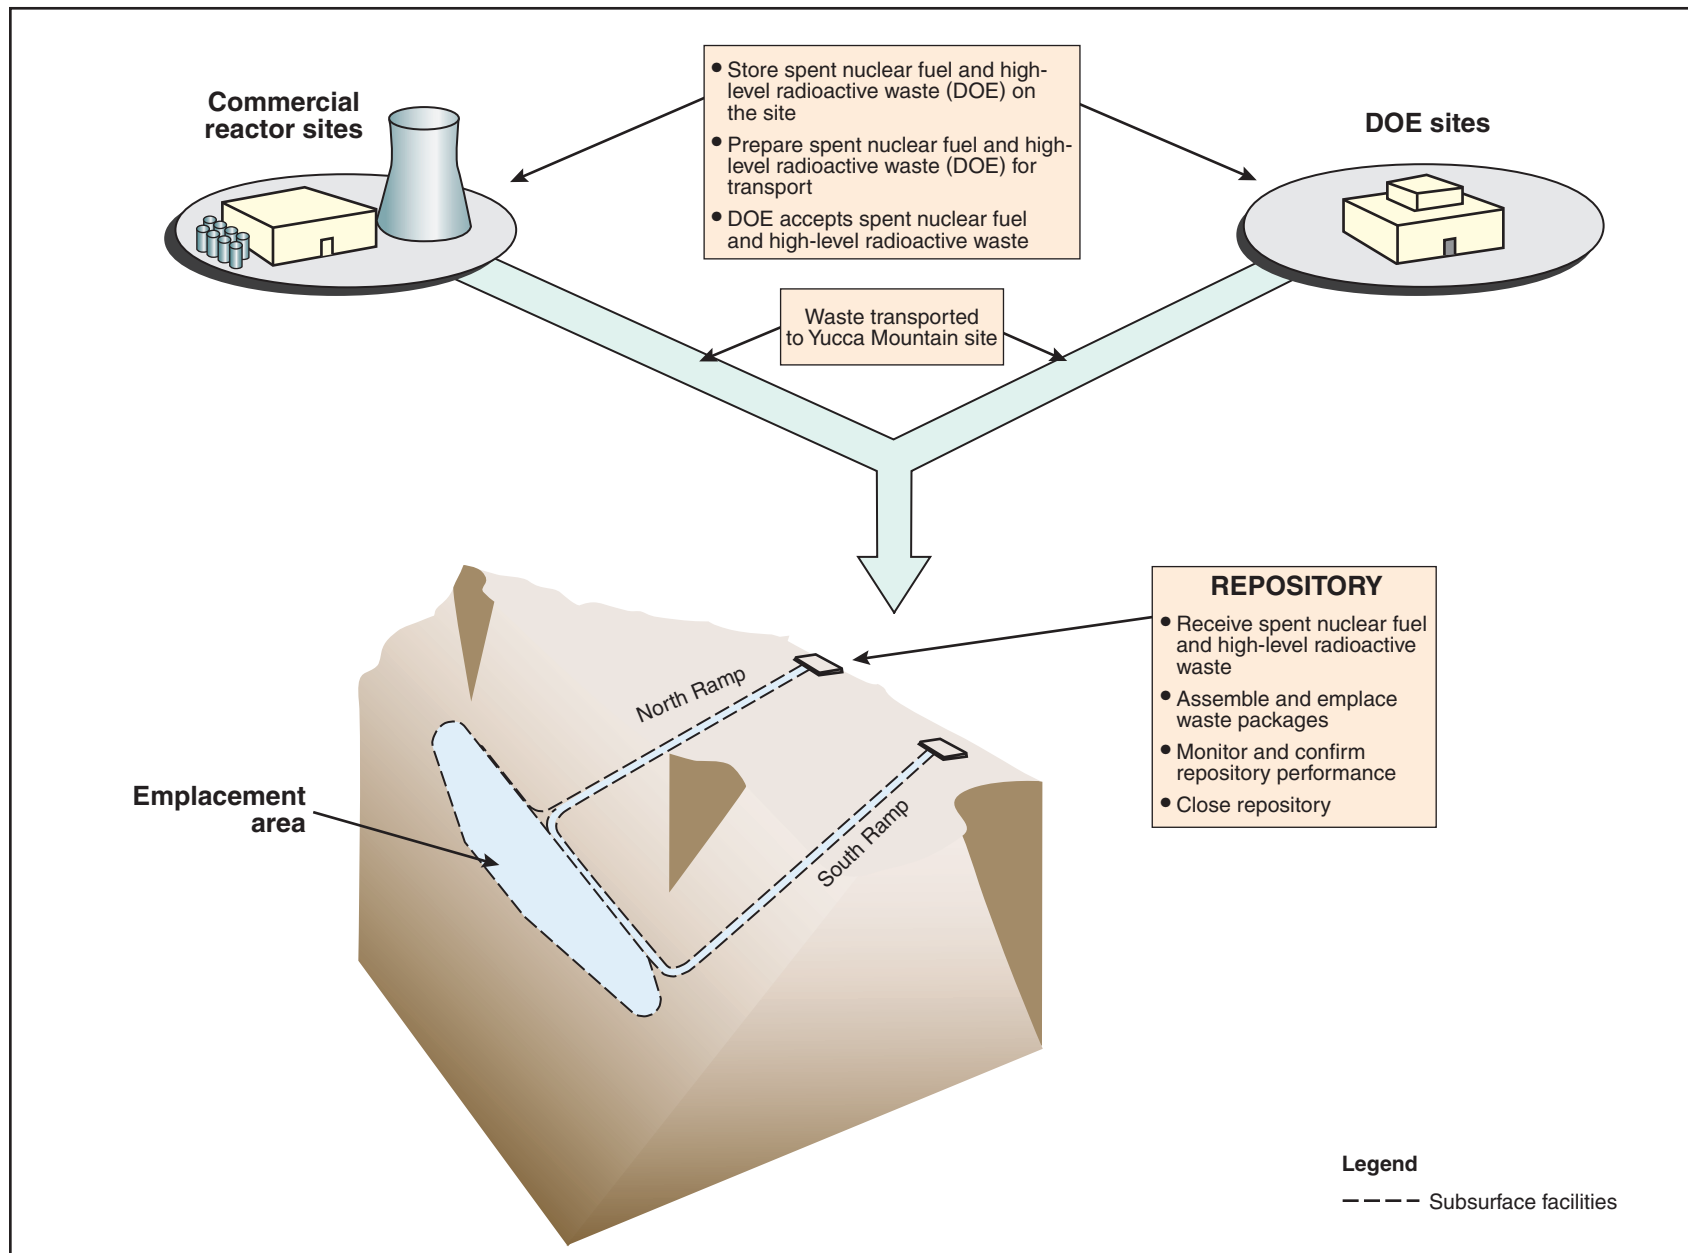 Commercial
reactor sites
• Store spent nuclear fuel and high-
level radioactive waste (DOE) on
the site
• Prepare spent nuclear fuel and high-
level radioactive waste (DOE) for
transport
• DOE accepts spent nuclear fuel
and high-level radioactive waste
DOE sites
Waste transported
to Yucca Mountain site
REPOSITORY
• Receive spent nuclear fuel
and high-level radioactive
waste
• Assemble and emplace
waste packages
• Monitor and confirm
repository performance
• Close repository
North Ramp
South Ramp
Emplacement
area
Legend
Subsurface facilities